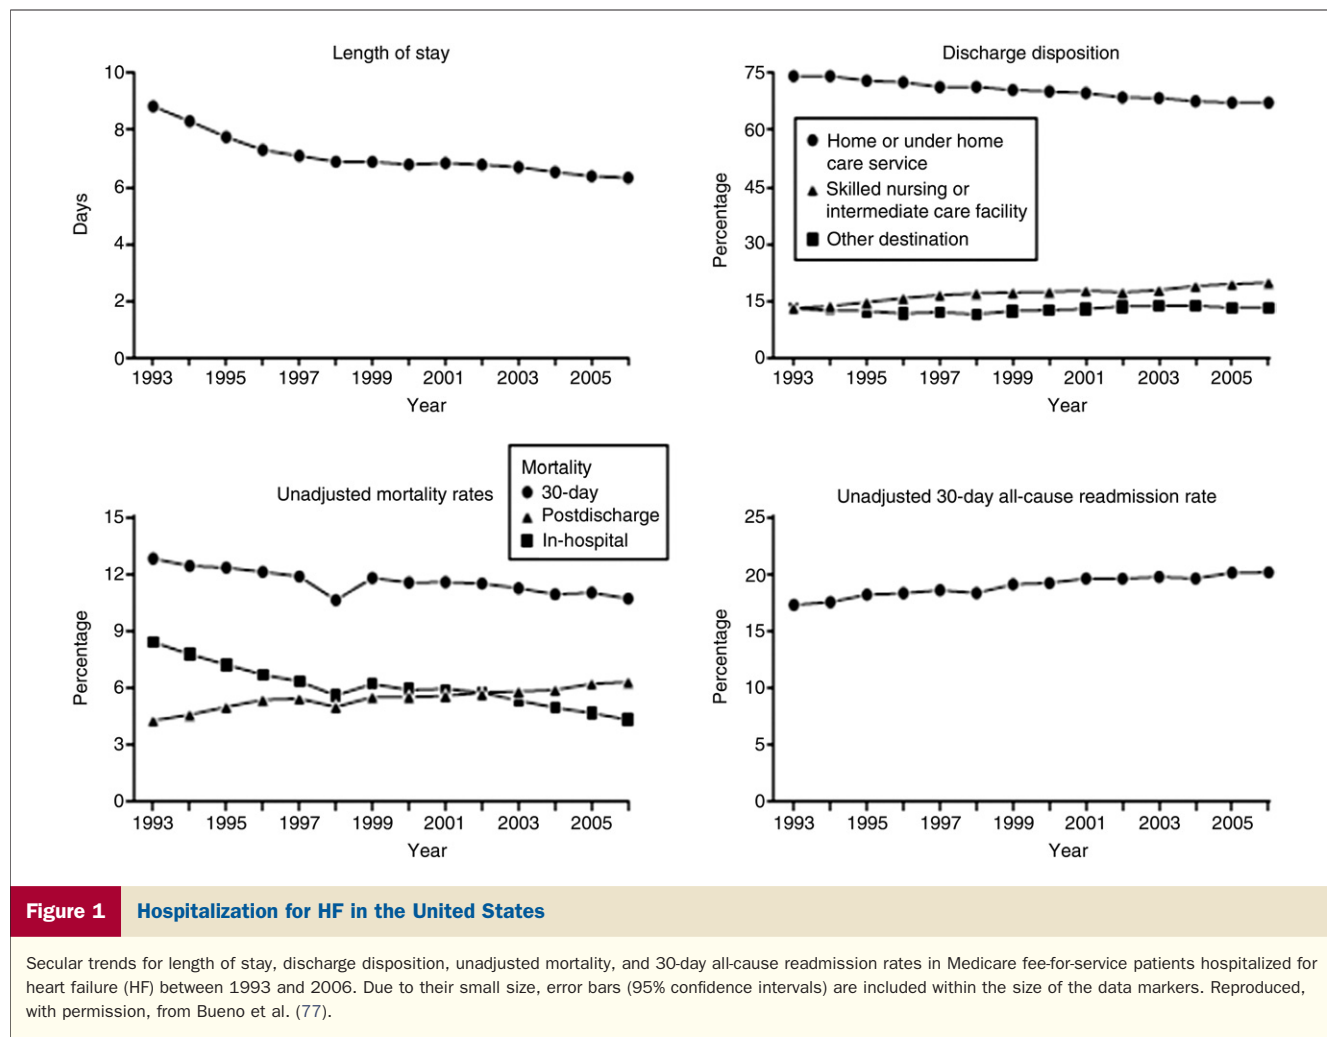 Length of stay
10
8
6
4
2
0
Days
1993 1995 1997 1999 2001 2003 2005
Year
Discharge disposition
75
60
45
30
15
0
Percentage
Home or under home
care service
Skilled nursing or
intermediate care facility
Other destination
1993 1995 1997 1999 2001 2003 2005
Year
Unadjusted mortality rates
Mortality
30-day
Postdischarge
In-hospital
15
12
9
6
3
0
Percentage
1993 1995 1997 1999 2001 2003 2005
Year
Unadjusted 30-day all-cause readmission rate
25
20
15
10
5
0
Percentage
1993 1995 1997 1999 2001 2003 2005
Year
Figure 1 Hospitalization for HF in the United States
Secular trends for length of stay, discharge disposition, unadjusted mortality, and 30-day all-cause readmission rates in Medicare fee-for-service patients hospitalized for
heart failure (HF) between 1993 and 2006. Due to their small size, error bars (95% confidence intervals) are included within the size of the data markers. Reproduced,
with permission, from Bueno et al. (77).